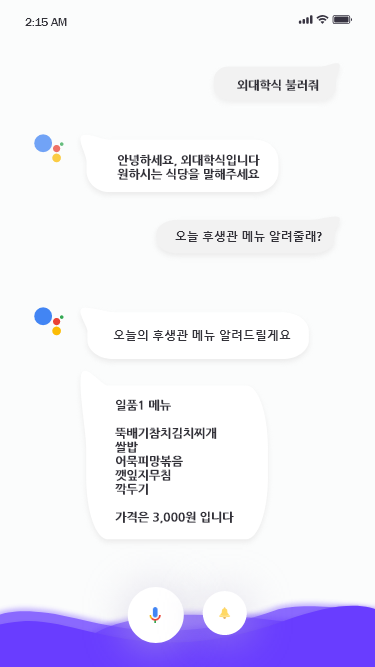 2:15 AM
외대학식 불러줘
안녕하세요, 외대학식입니다
원하시는 식당을 말해주세요
오늘 후생관 메뉴 알려줄래?
오늘의 후생관 메뉴 알려드릴게요
일품1 메뉴
뚝배기참치김치찌개
쌀밥
어묵피망볶음
깻잎지무침
깍두기
가격은 3,000원 입니다